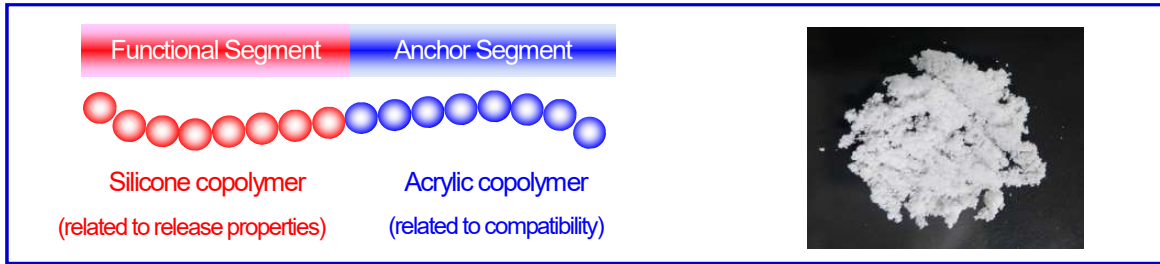 Functional Segment
Anchor Segment
Silicone copolymer
(related to release properties)
Acrylic copolymer
(related to compatibility)